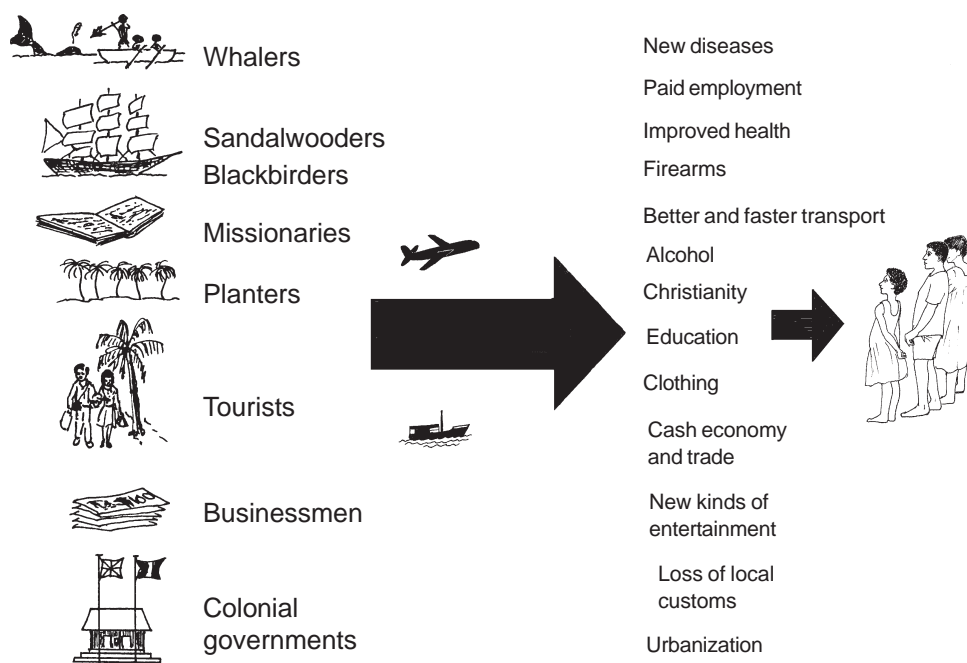 Whalers
Sandalwooders
Blackbirders
Missionaries
Planters
Tourists
Businessmen
Colonial
governments
New diseases
Paid employment
Improved health
Firearms
Better and faster transport
Alcohol
Christianity
Education
Clothing
Cash economy
and trade
New kinds of
entertainment
Loss of local
customs
Urbanization